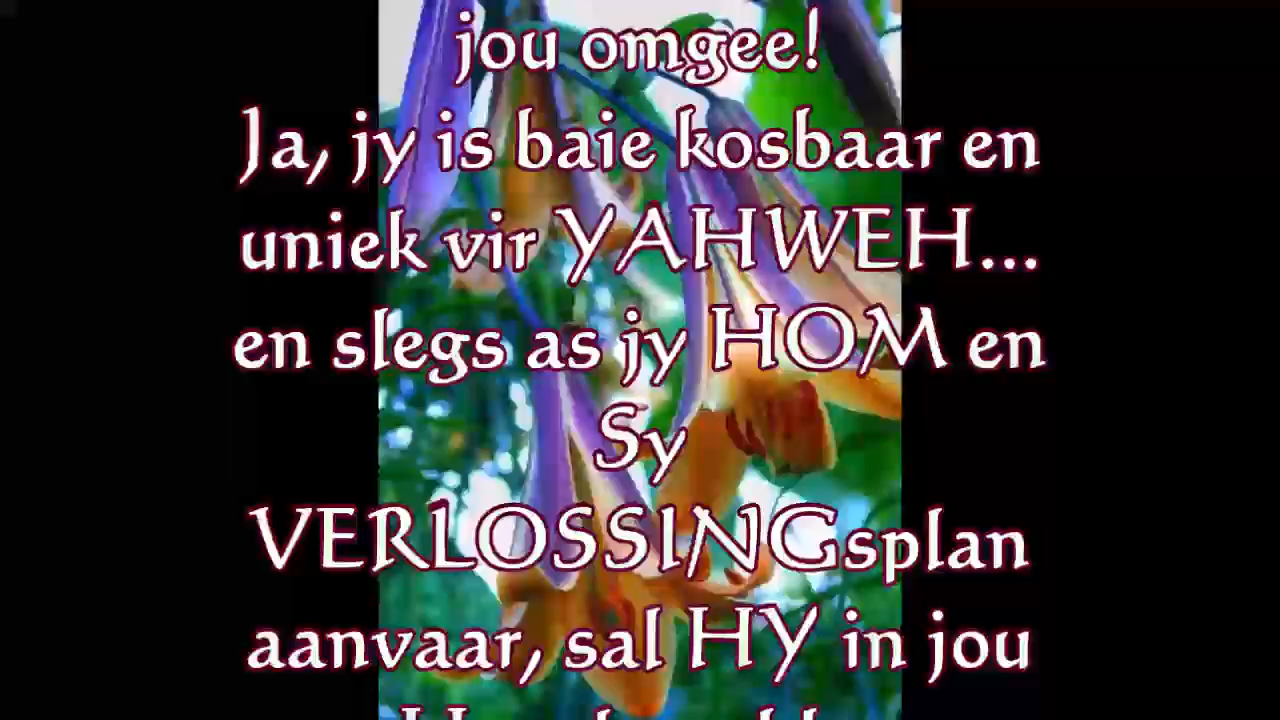 jou omgee!
Ja, jy is baie kosbaar en
uniek vir YAHWEH...
en slegs as jy HOM en
Sy
VERLOSSINGsplan
aanvaar, sal HY in jou